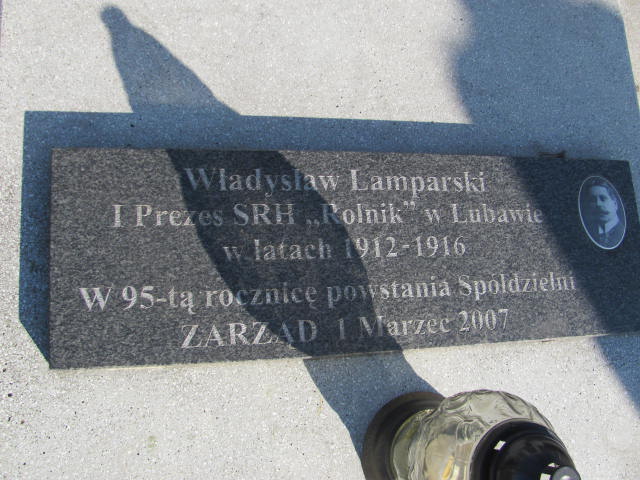 Władysław Lamparski
I Prezes SRH „Rolnik” w Lubawie
w latach 1912-1916
W 95-tą rocznicę powstania Spółdzielni
ZARZĄD 1 Marzec 2007